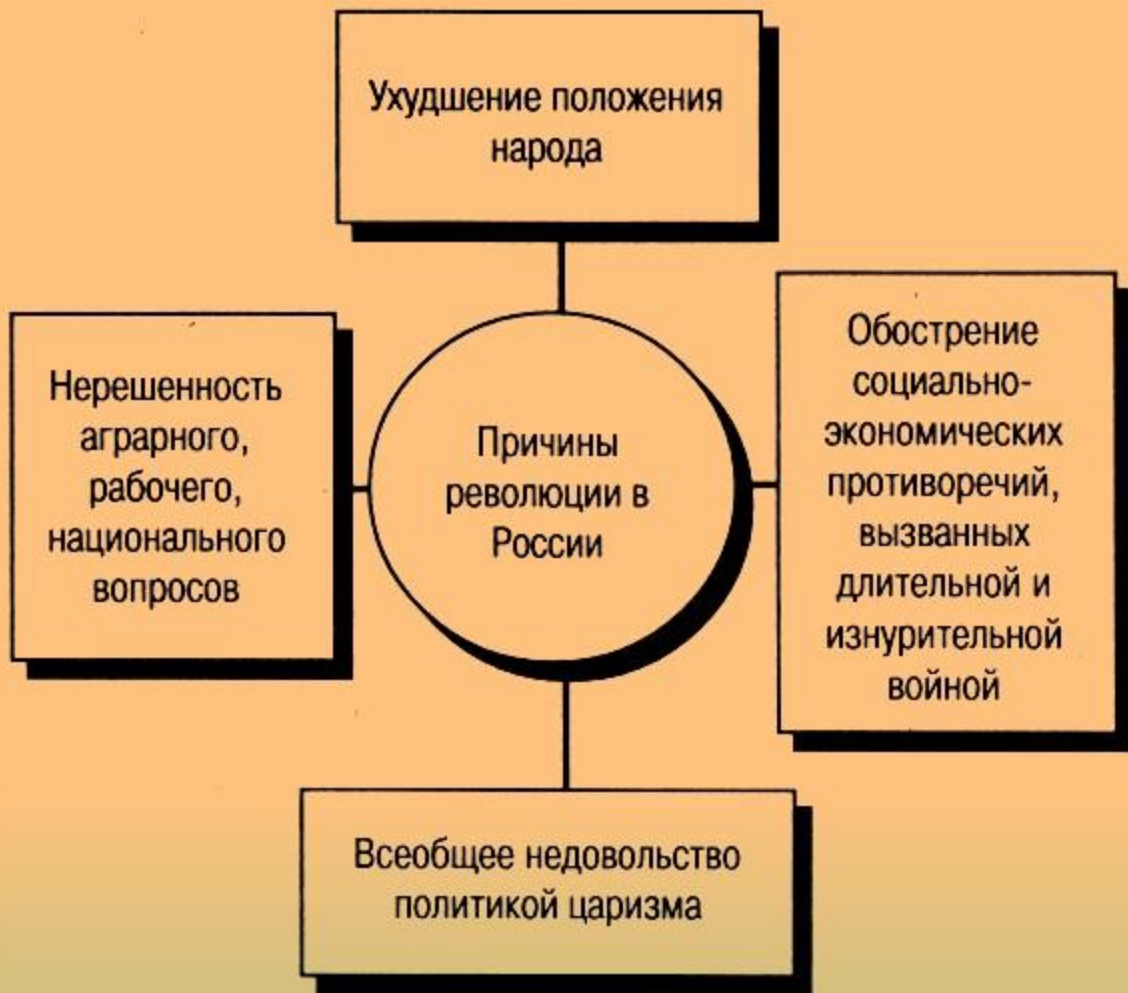 Ухудшение положения
народа
Нерешенность
аграрного,
рабочего,
национального
вопросов
Причины
революции в
России
Обострение
социально-
экономических
противоречий,
вызванных
длительной и
изнурительной
войной
Всеобщее недовольство
политикой царизма